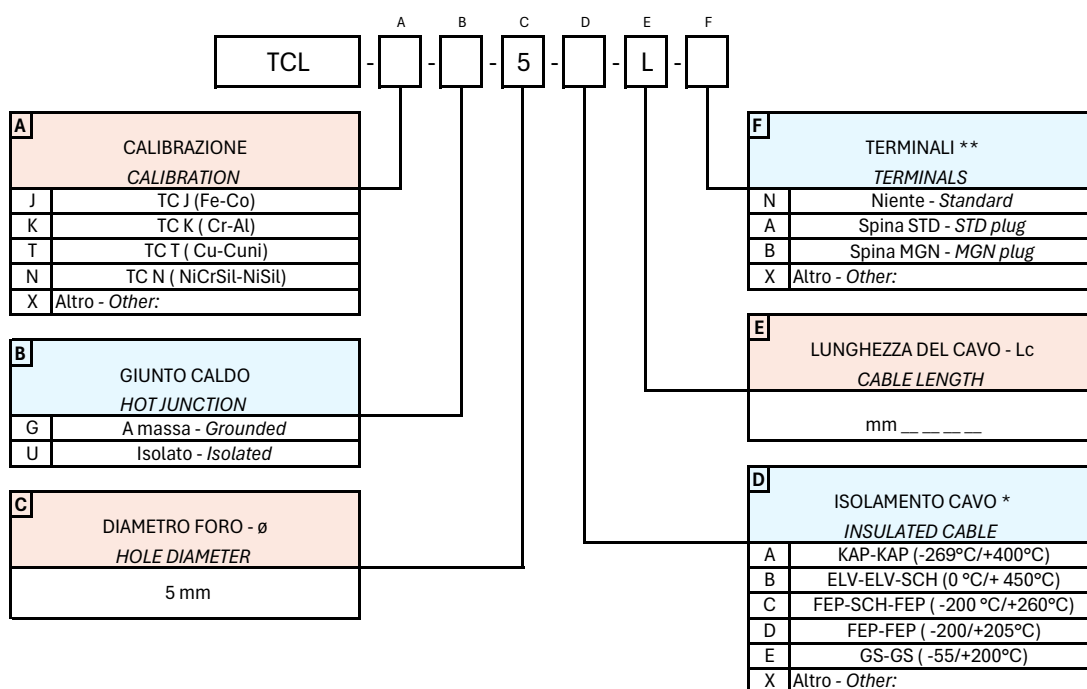 A B C D E F
TCL - - - 5 - - L -
A
CALIBRAZIONE
CALIBRATION
J TC J (Fe-Co)
K TC K ( Cr-Al)
T TC T ( Cu-Cuni)
N TC N ( NiCrSil-NiSil)
X Altro - Other:
B
GIUNTO CALDO
HOT JUNCTION
G A massa - Grounded
U Isolato - Isolated
C
DIAMETRO FORO - ø
HOLE DIAMETER
5 mm
F
TERMINALI **
TERMINALS
N Niente - Standard
A Spina STD - STD plug
B Spina MGN - MGN plug
X Altro - Other:
E
LUNGHEZZA DEL CAVO - Lc
CABLE LENGTH
mm __ __ __ __
D
ISOLAMENTO CAVO *
INSULATED CABLE
A KAP-KAP (-269°C/+400°C)
B ELV-ELV-SCH (0 °C/+ 450°C)
C FEP-SCH-FEP ( -200 °C/+260°C)
D FEP-FEP ( -200/+205°C)
E GS-GS ( -55/+200°C)
X Altro - Other: